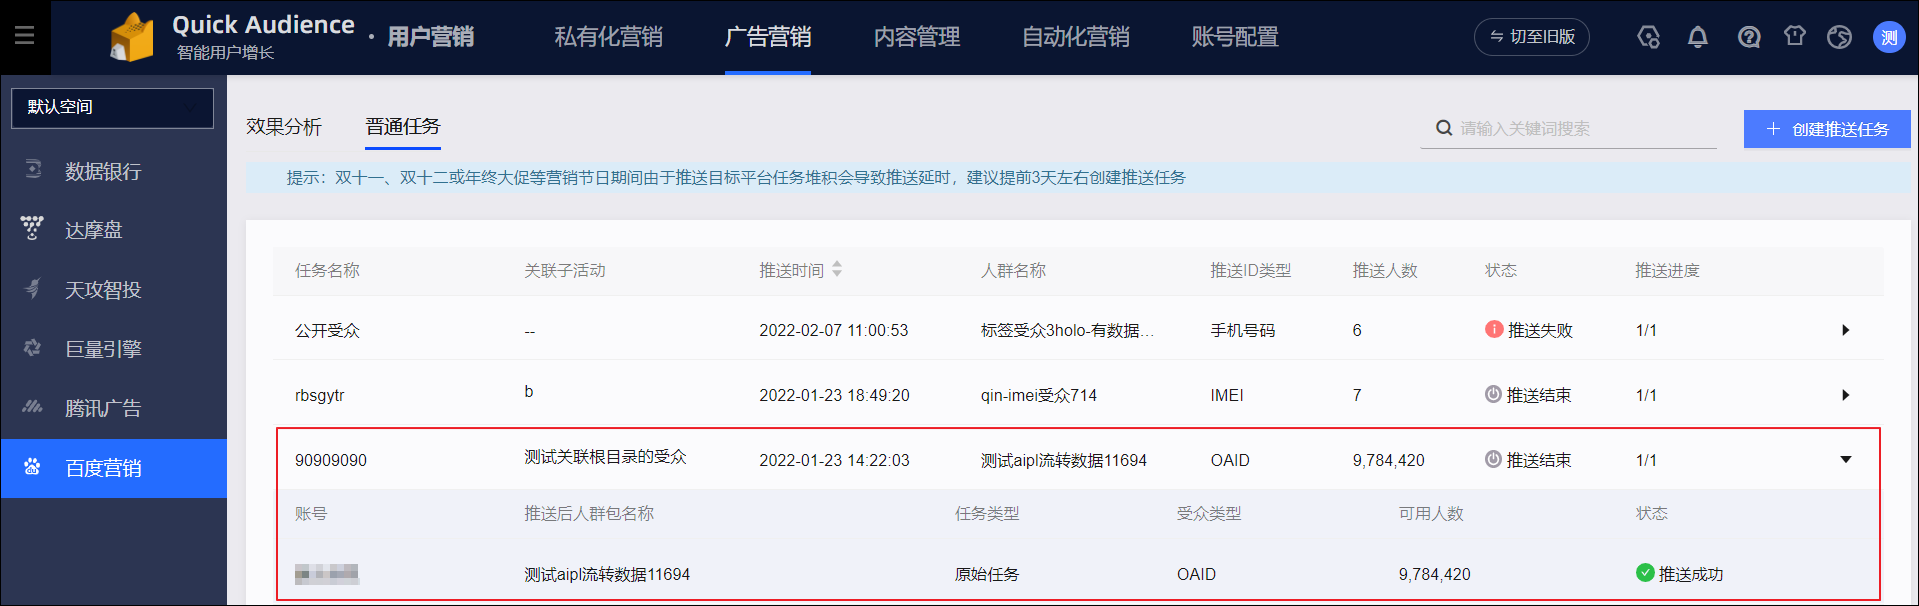 Quick Audience · 用户营销
智能用户增长
私有化营销 广告营销 内容管理 自动化营销 账号配置
切至旧版
测
默认空间
数据银行
达摩盘
天攻智投
巨量引擎
腾讯广告
百度营销
效果分析 普通任务
请输入关键词搜索
创建推送任务
提示：双十一、双十二或年终大促等营销节日期间由于推送目标平台任务堆积会导致推送延时，建议提前3天左右创建推送任务
任务名称 关联子活动 推送时间 人群名称 推送ID类型 推送人数 状态 推送进度
公开受众 -- 2022-02-07 11:00:53 标签受众3holo-有数据... 手机号码 6 推送失败 1/1
rbsgytr b 2022-01-23 18:49:20 qin-imei受众714 IMEI 7 推送结束 1/1
90909090 测试关联根目录的受众 2022-01-23 14:22:03 测试aipl流转数据11694 OAID 9,784,420 推送结束 1/1
账号 推送后人群包名称 任务类型 受众类型 可用人数 状态
测试aipl流转数据11694 原始任务 OAID 9,784,420 推送成功